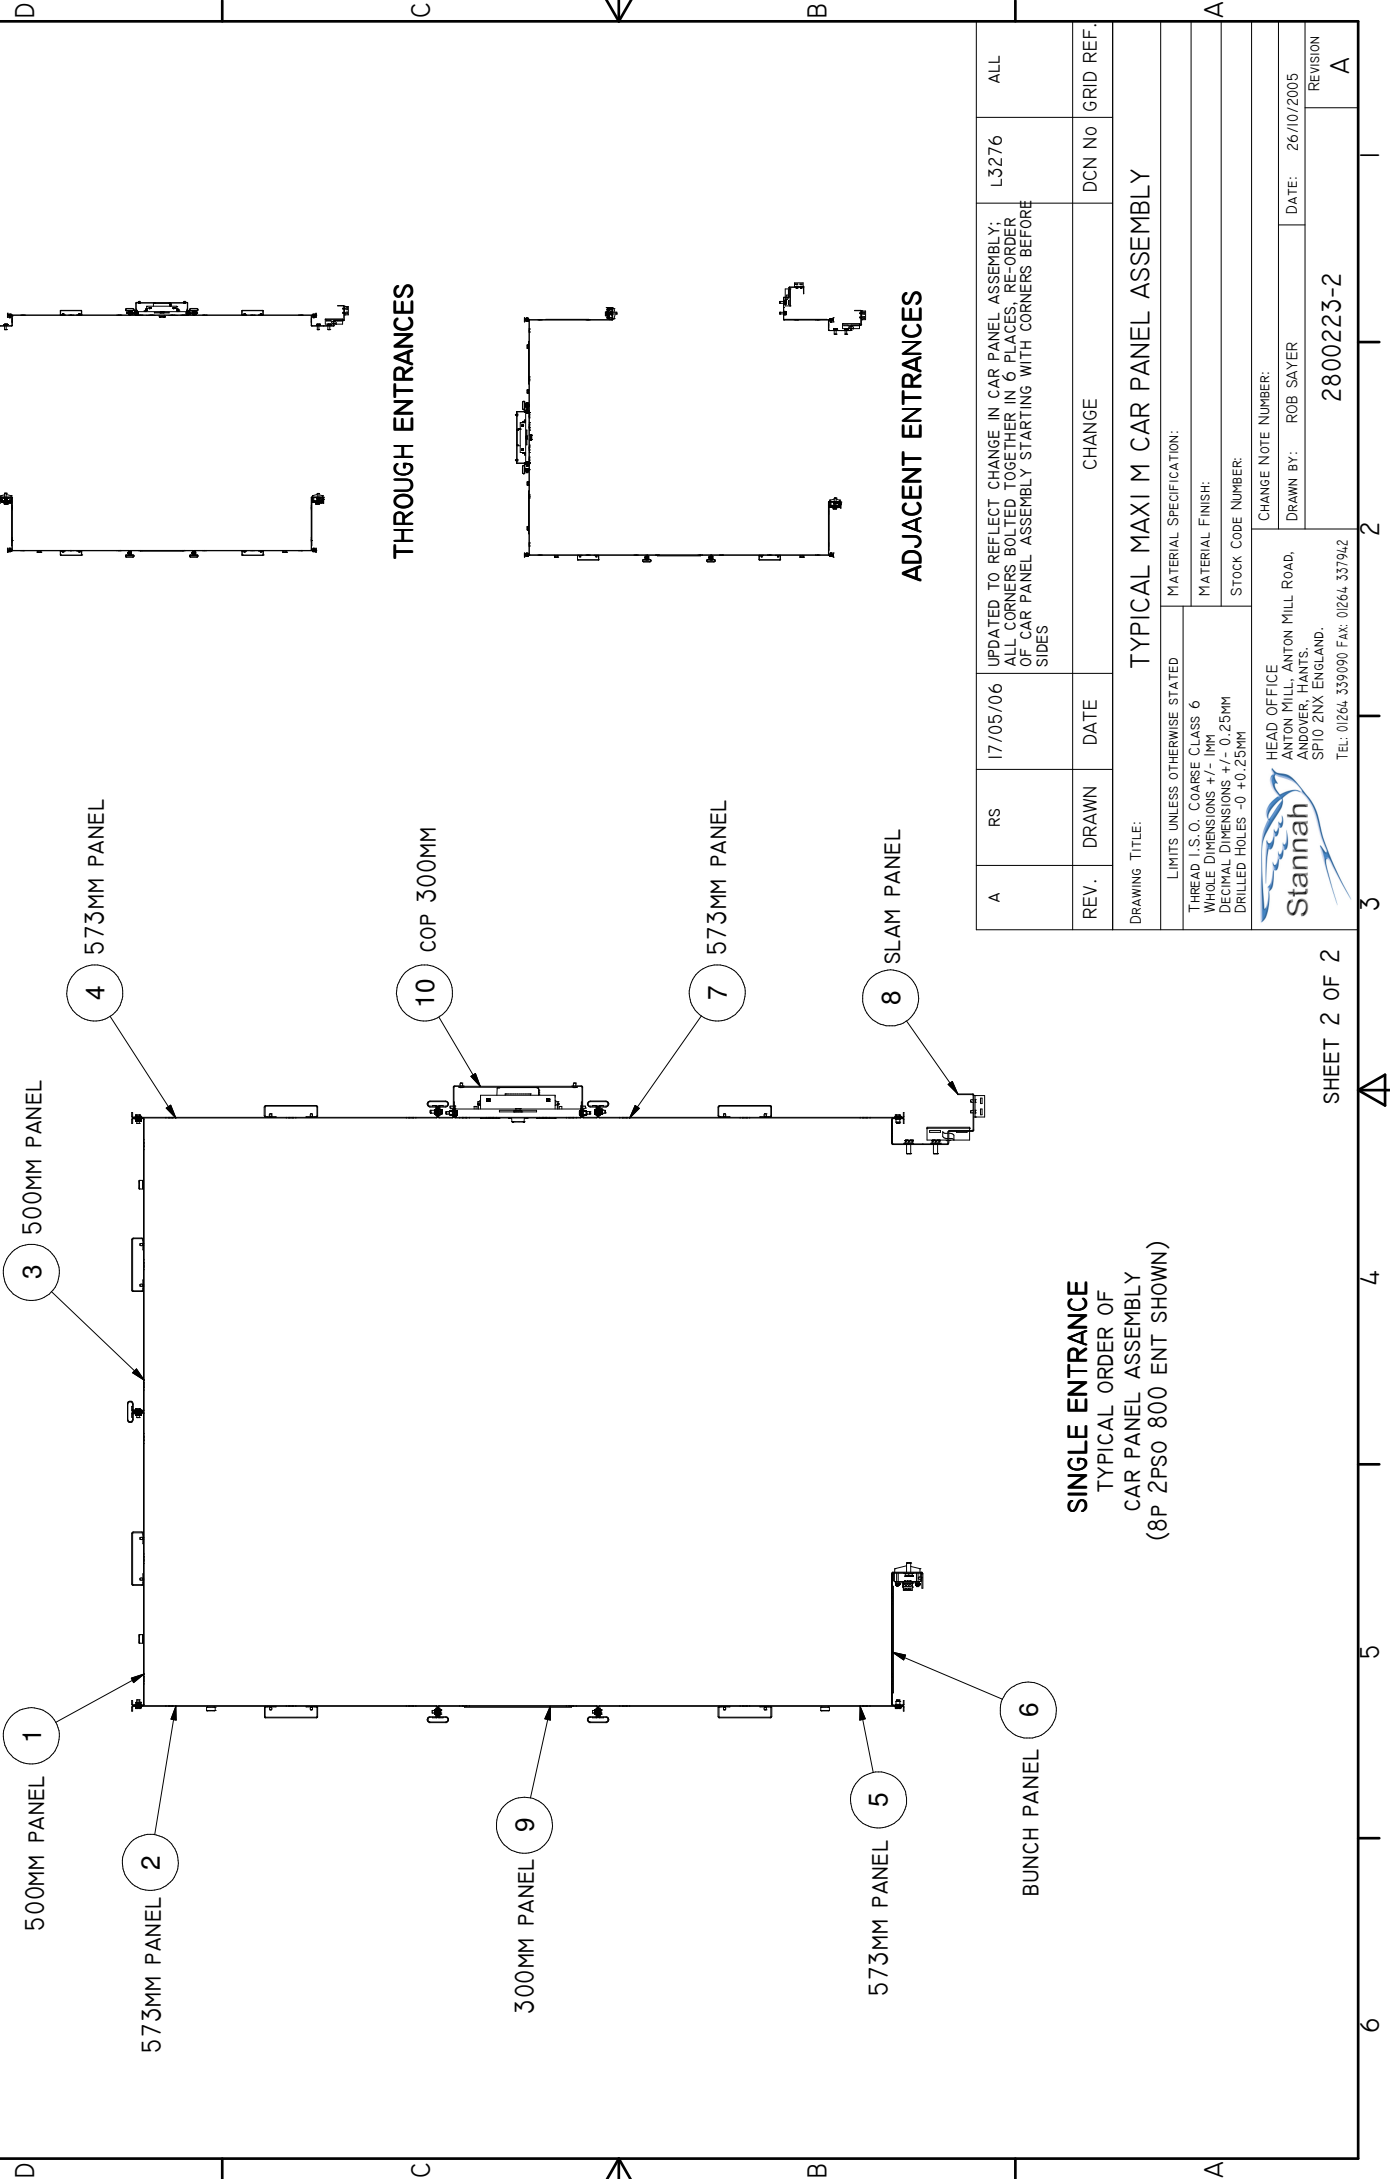 D
C
B
A
500MM PANEL
1
3
500MM PANEL
573MM PANEL
2
4
573MM PANEL
300MM PANEL
9
10
COP 300MM
573MM PANEL
5
7
573MM PANEL
BUNCH PANEL
6
8
SLAM PANEL
SINGLE ENTRANCE
TYPICAL ORDER OF
CAR PANEL ASSEMBLY
(8P 2PSO 800 ENT SHOWN)
THROUGH ENTRANCES
ADJACENT ENTRANCES
A
RS
17/05/06
UPDATED TO REFLECT CHANGE IN CAR PANEL ASSEMBLY;
ALL CORNERS BOLTED TOGETHER IN 6 PLACES, RE-ORDER
OF CAR PANEL ASSEMBLY STARTING WITH CORNERS BEFORE
SIDES
L3276
ALL
REV.
DRAWN
DATE
CHANGE
DCN No
GRID REF.
DRAWING TITLE:
TYPICAL MAXI M CAR PANEL ASSEMBLY
LIMITS UNLESS OTHERWISE STATED
THREAD I.S.O. COARSE CLASS 6
WHOLE DIMENSIONS +/- 1MM
DECIMAL DIMENSIONS +/- 0.25MM
DRILLED HOLES -0 +0.25MM
MATERIAL SPECIFICATION:
MATERIAL FINISH:
STOCK CODE NUMBER:
Stannah
HEAD OFFICE
ANTON MILL, ANTON MILL ROAD,
ANDOVER, HANTS.
SP10 2NX ENGLAND.
TEL: 01264 339090 FAX: 01264 337942
CHANGE NOTE NUMBER:
DRAWN BY: ROB SAYER
DATE: 26/10/2005
2800223-2
REVISION
A
SHEET 2 OF 2
6
5
4
3
2
1
D
C
B
A